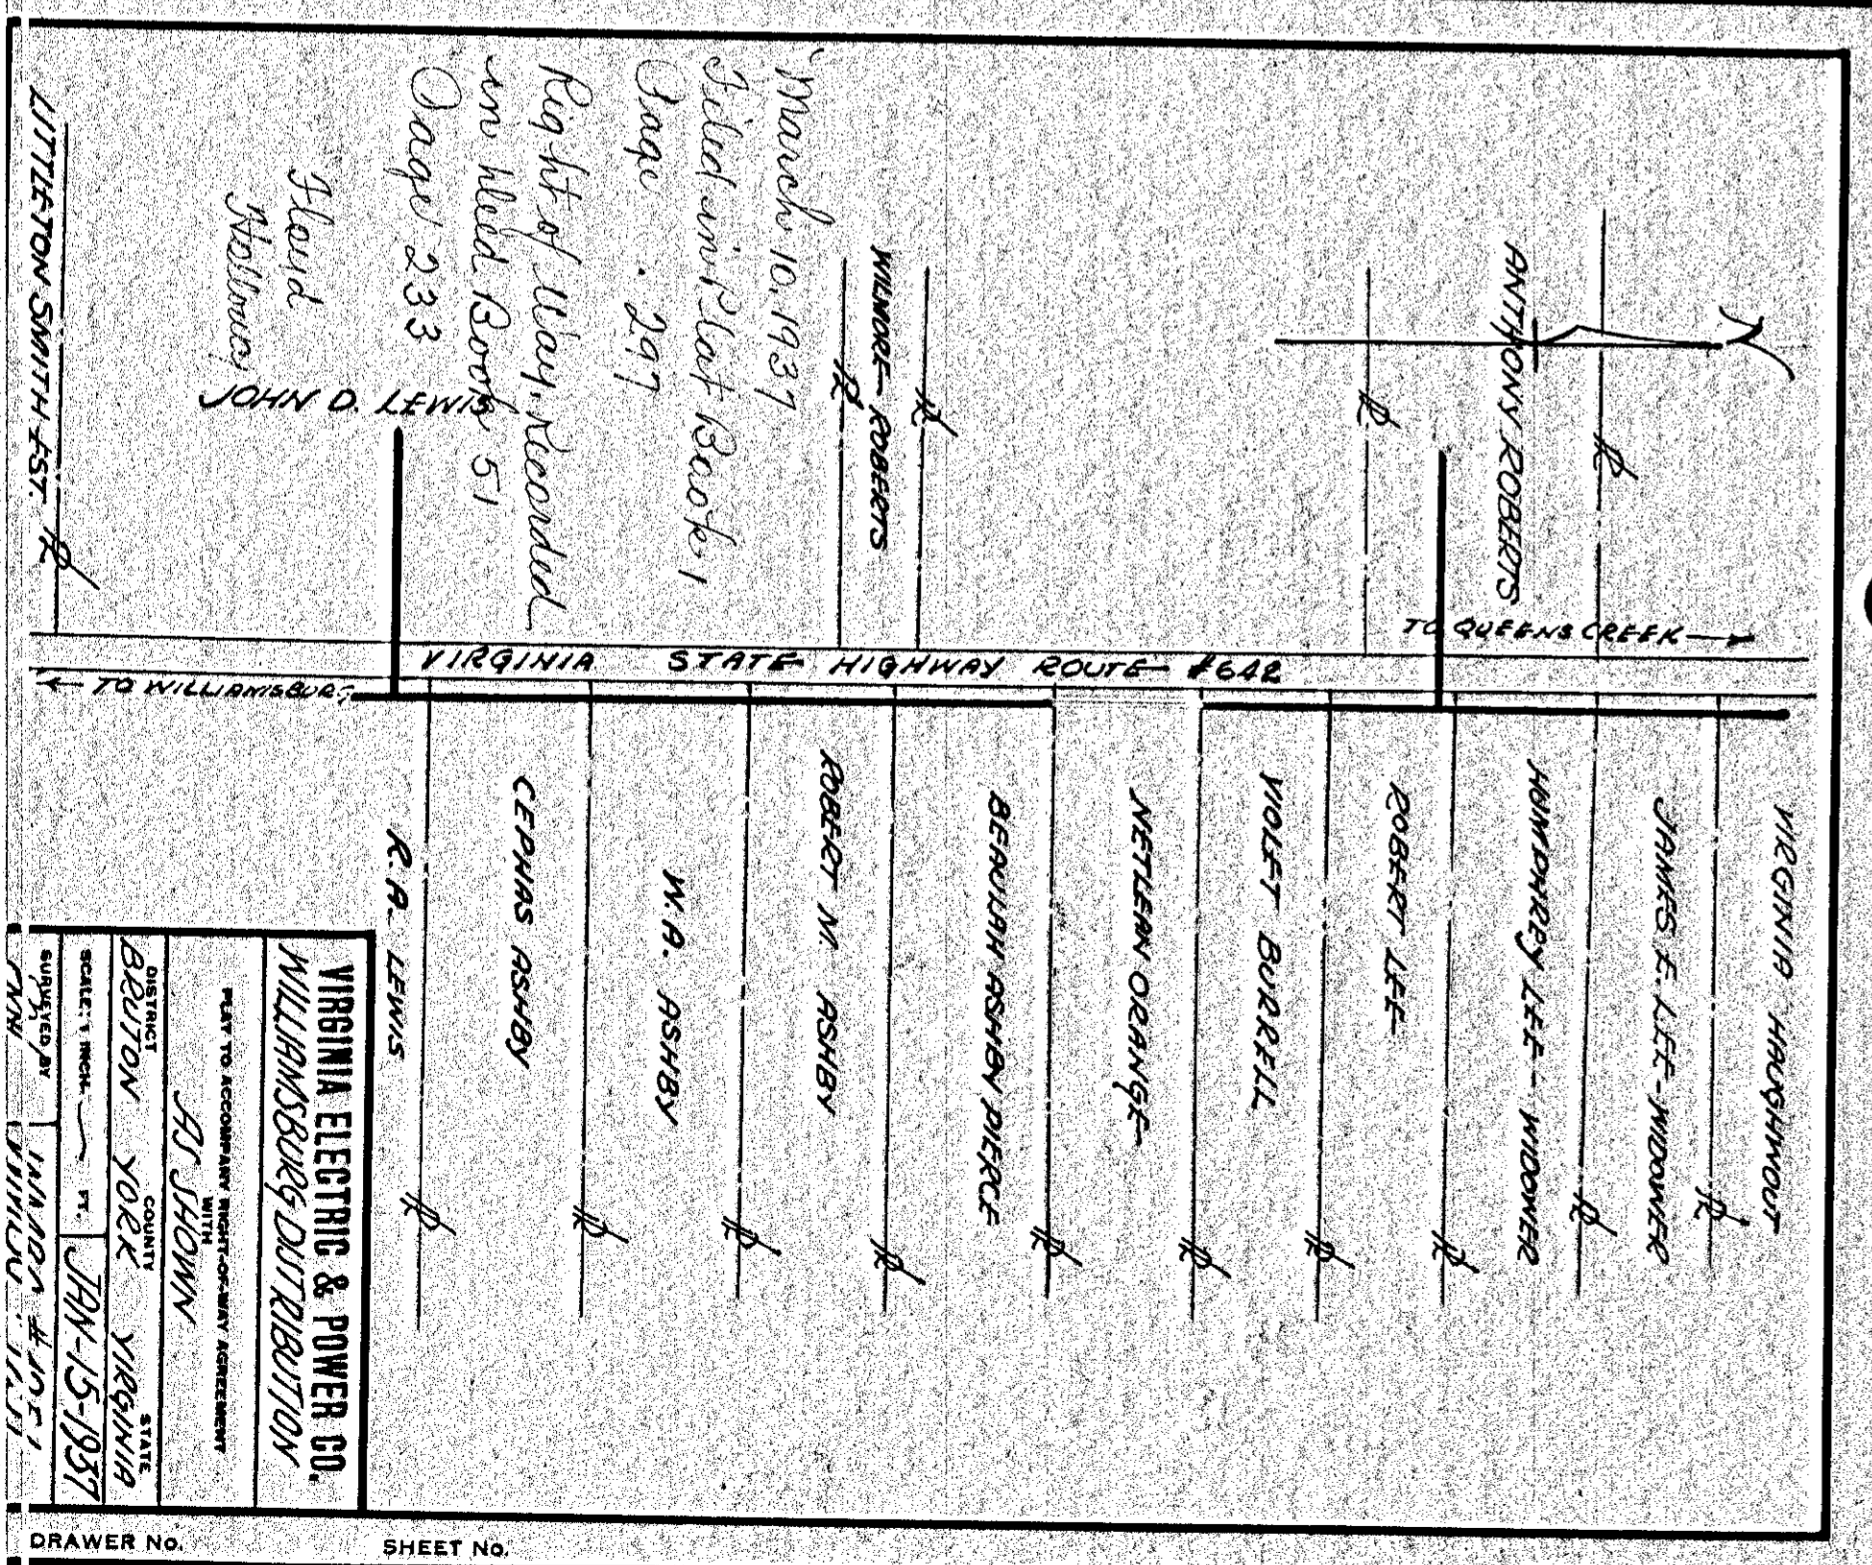 March 10, 1937
Filed in Plat Book 1
Page 297
Right of Way, Recorded
in Deed Book 51
Page 233
Floyd
Holloway
LITTLETON SMITH EST.
JOHN D. LEWIS
WILMORE ROBERTS
ANTHONY ROBERTS
TO QUEENS CREEK
VIRGINIA STATE HIGHWAY ROUTE #642
TO WILLIAMSBURG
R.A. LEWIS
CEPHAS ASHBY
W.A. ASHBY
ROBERT N. ASHBY
BEAULAH ASHBY PIERCE
NETLEAN ORANGE
VIOLET BURRELL
ROBERT LEE
HUMPHREY LEE - WIDOWER
JAMES E. LEE - WIDOWER
VIRGINIA HAUGHWOUT
VIRGINIA ELECTRIC & POWER CO.
WILLIAMSBURG DISTRIBUTION
PLAT TO ACCOMPANY RIGHT-OF-WAY AGREEMENT
WITH
AS SHOWN
DISTRICT COUNTY STATE
BRUTON YORK VIRGINIA
SCALE: 1 INCH FT. JAN-15-1937
SURVEYED BY
DRAWER No. SHEET No.